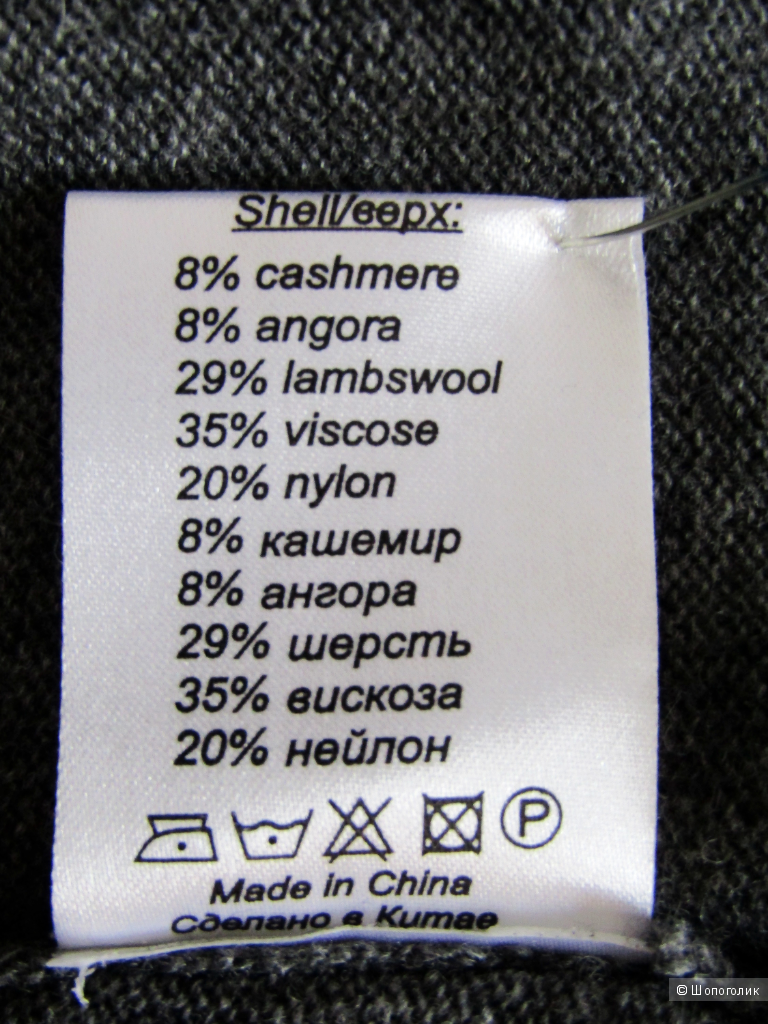 Shell/верх:
8% cashmere
8% angora
29% lambswool
35% viscose
20% nylon
8% кашемир
8% ангора
29% шерсть
35% вискоза
20% нейлон
P
Made in China
Сделано в Китае
© Шопоголик